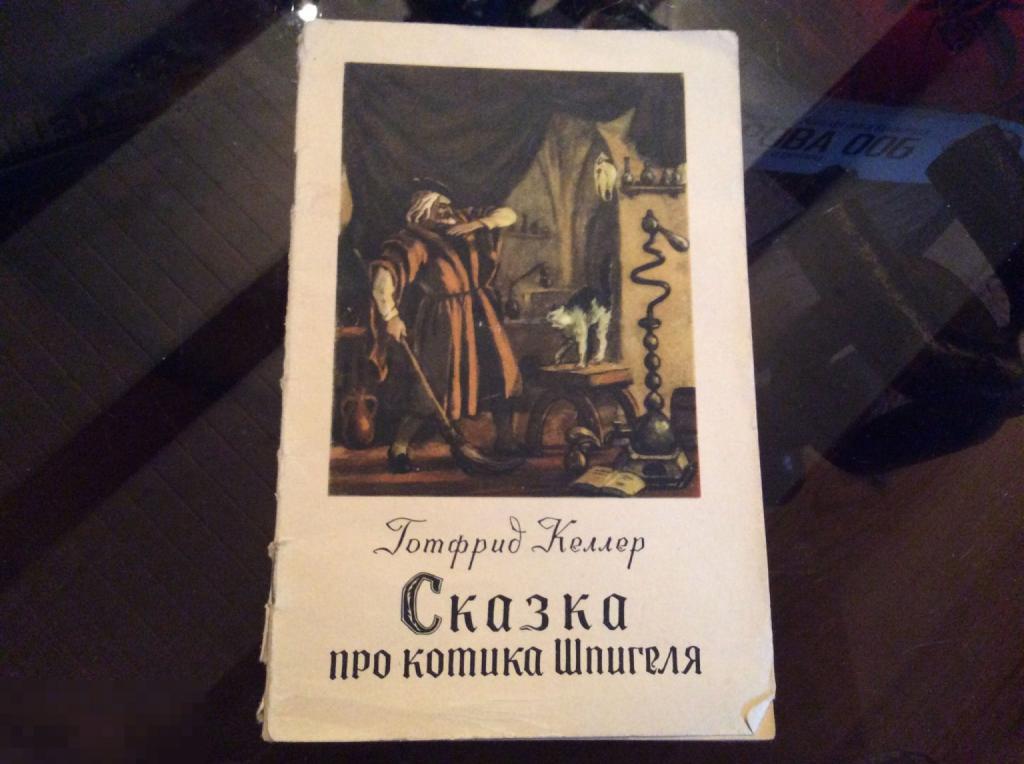 Готфрид Келлер
Сказка
про котика Шпигеля